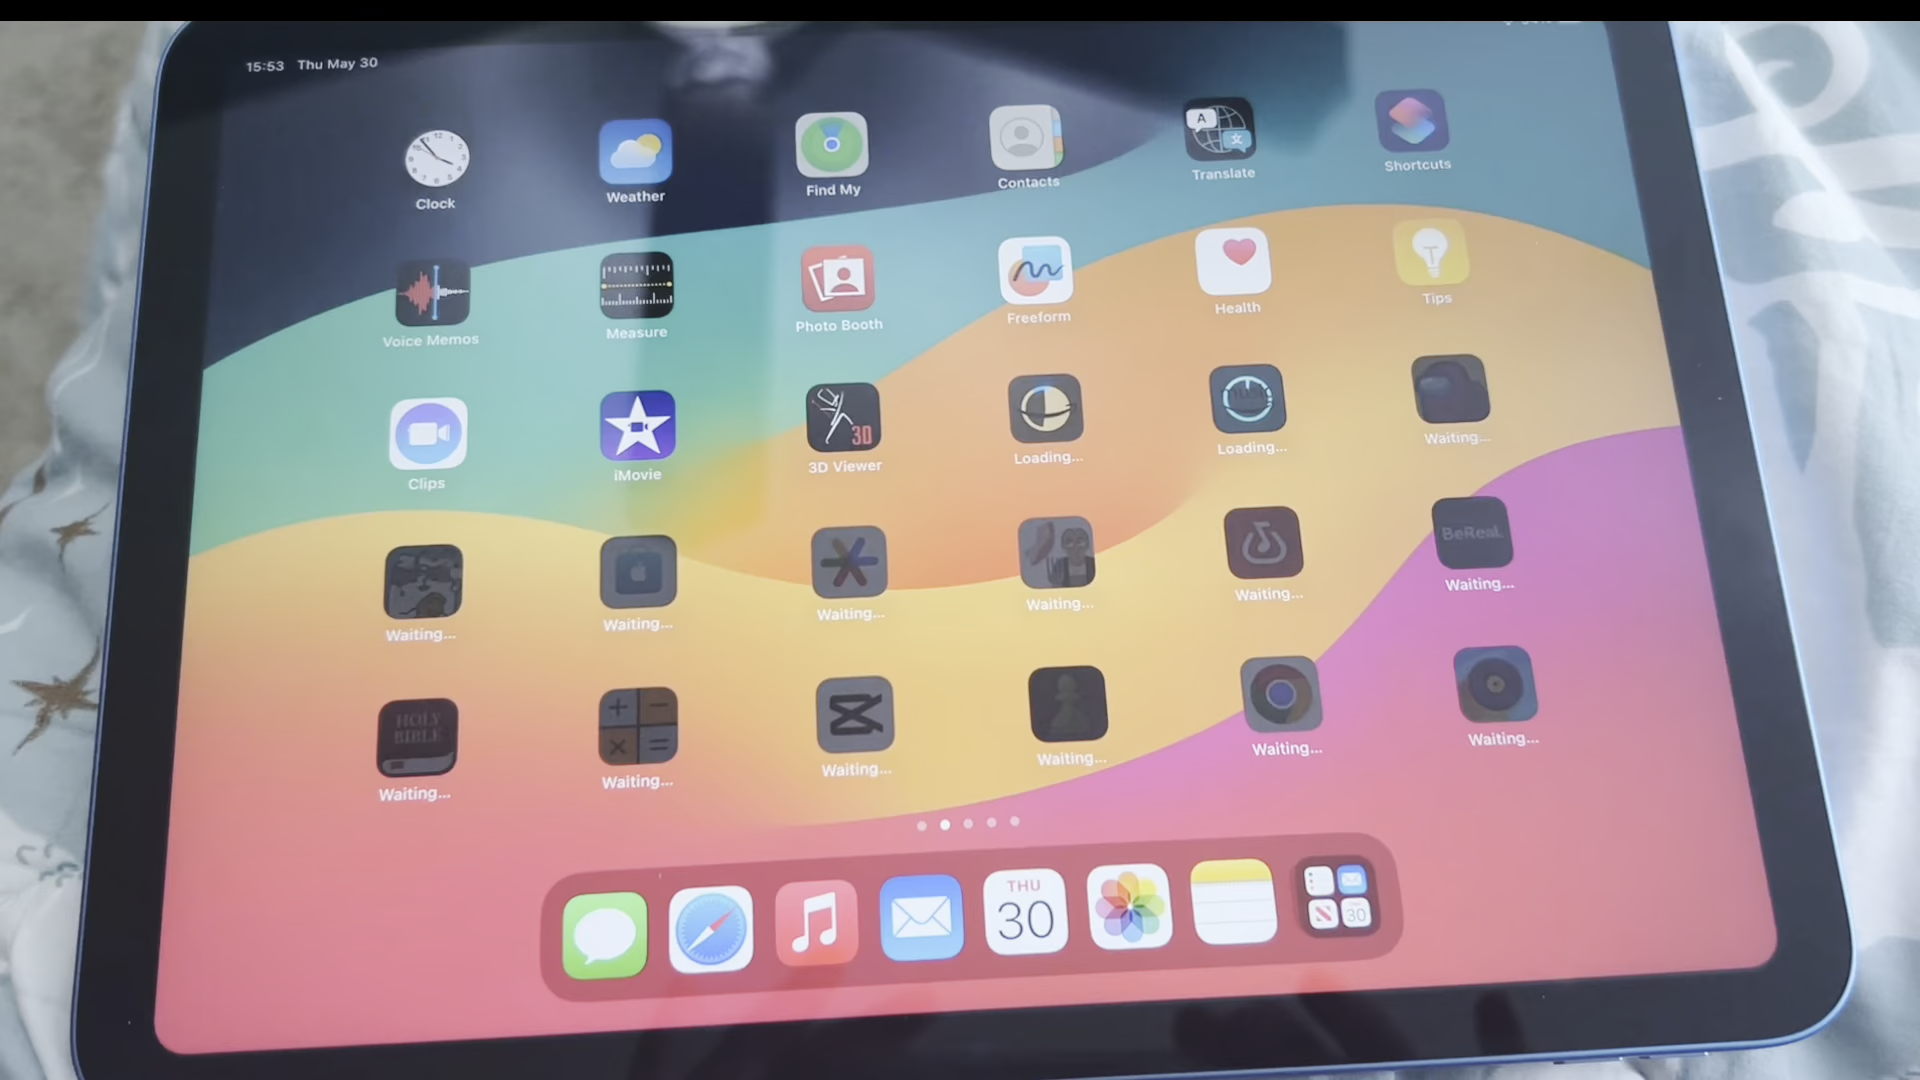 15:53 Thu May 30
Clock
Weather
Find My
Contacts
Translate
Shortcuts
Voice Memos
Measure
Photo Booth
Freeform
Health
Tips
Clips
iMovie
3D
3D Viewer
Loading...
Loading...
Waiting...
Waiting...
Waiting...
Waiting...
Waiting...
Waiting...
BeReal.
Waiting...
HOLY
BIBLE
Waiting...
Waiting...
Waiting...
Waiting...
Waiting...
Waiting...
THU
30
30